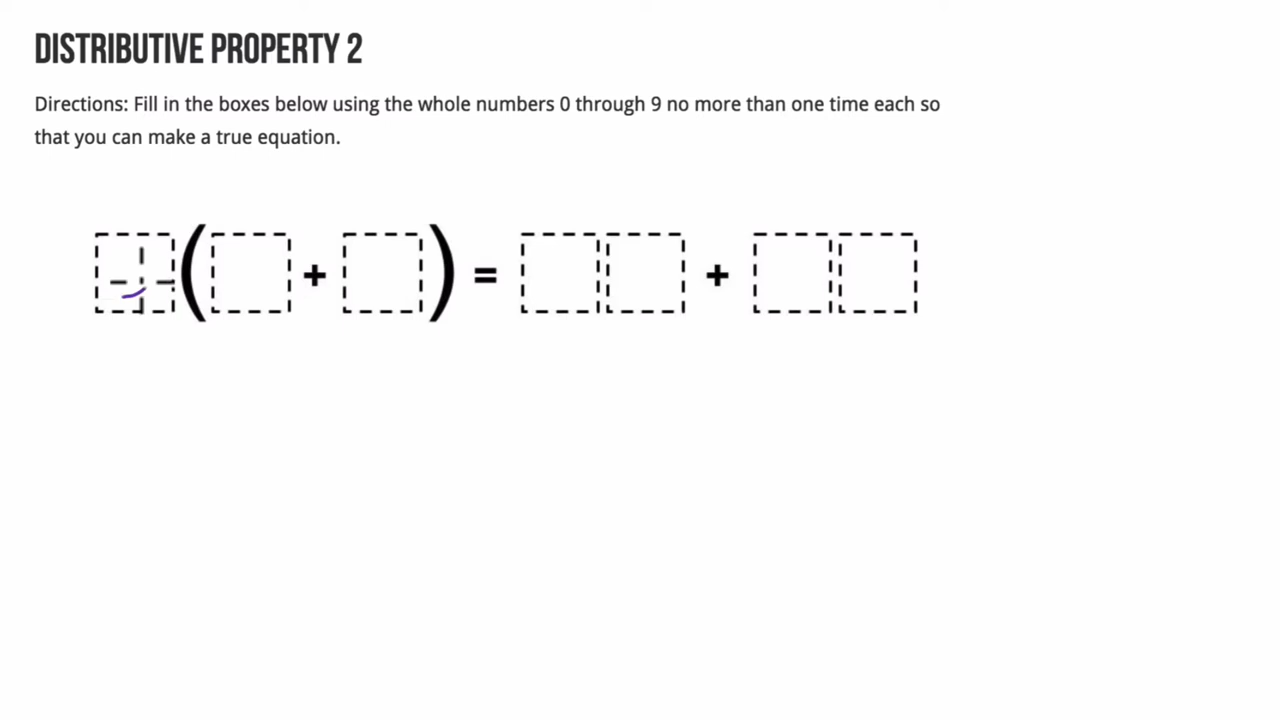 DISTRIBUTIVE PROPERTY 2
Directions: Fill in the boxes below using the whole numbers 0 through 9 no more than one time each so
that you can make a true equation.
( + ) = +